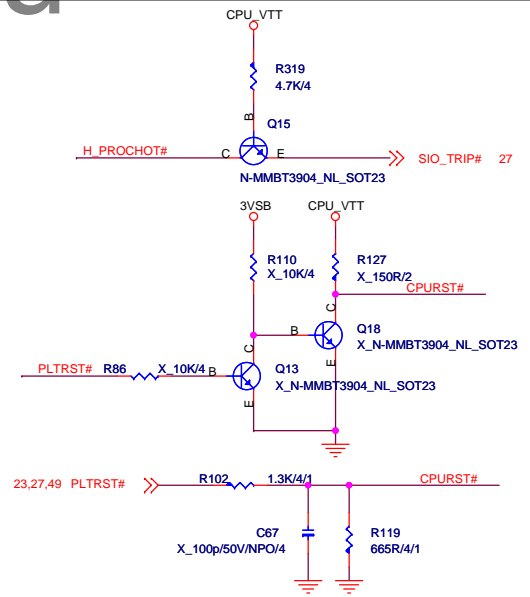 CPU_VTT
R319
4.7K/4
B
Q15
H_PROCHOT#
C
E
SIO_TRIP# 27
N-MMBT3904_NL_SOT23
3VSB
CPU_VTT
R110
X_10K/4
R127
X_150R/2
CPURST#
C
B
Q18
X_N-MMBT3904_NL_SOT23
C
E
PLTRST#
R86
X_10K/4
B
Q13
X_N-MMBT3904_NL_SOT23
E
23,27,49 PLTRST#
R102
1.3K/4/1
CPURST#
C67
X_100p/50V/NPO/4
R119
665R/4/1